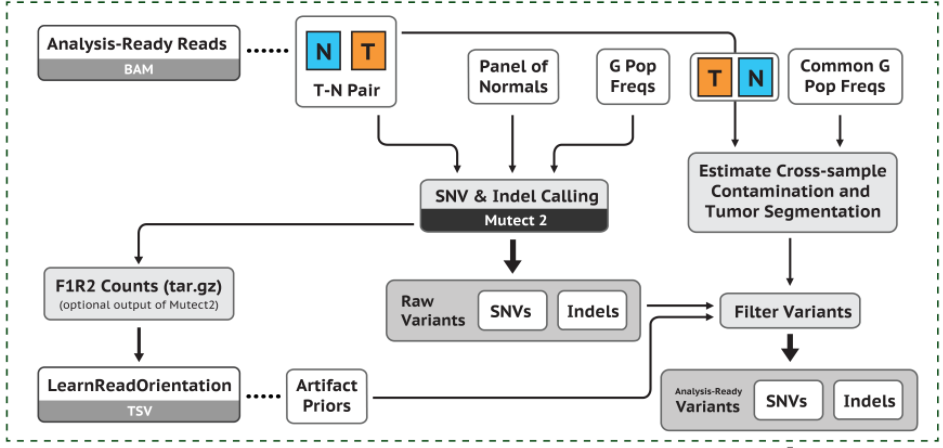 Analysis-Ready Reads
BAM
N T
T-N Pair
Panel of
Normals
G Pop
Freqs
T N
Common G
Pop Freqs
Estimate Cross-sample
Contamination and
Tumor Segmentation
SNV & Indel Calling
Mutect 2
F1R2 Counts (tar.gz)
(optional output of Mutect2)
Raw
Variants
SNVs
Indels
Filter Variants
LearnReadOrientation
TSV
Artifact
Priors
Analysis-Ready
Variants
SNVs
Indels